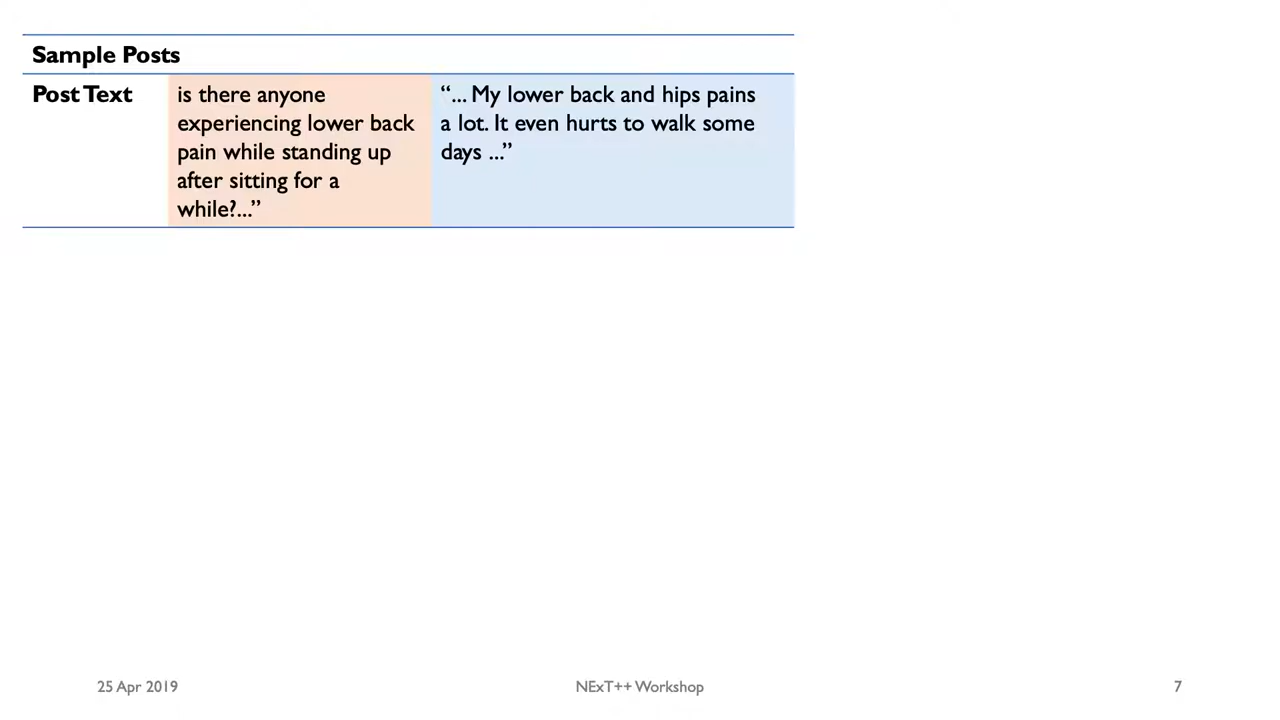 Sample Posts
Post Text
is there anyone
experiencing lower back
pain while standing up
after sitting for a
while?...”
“... My lower back and hips pains
a lot. It even hurts to walk some
days ...”
25 Apr 2019
NExT++ Workshop
7